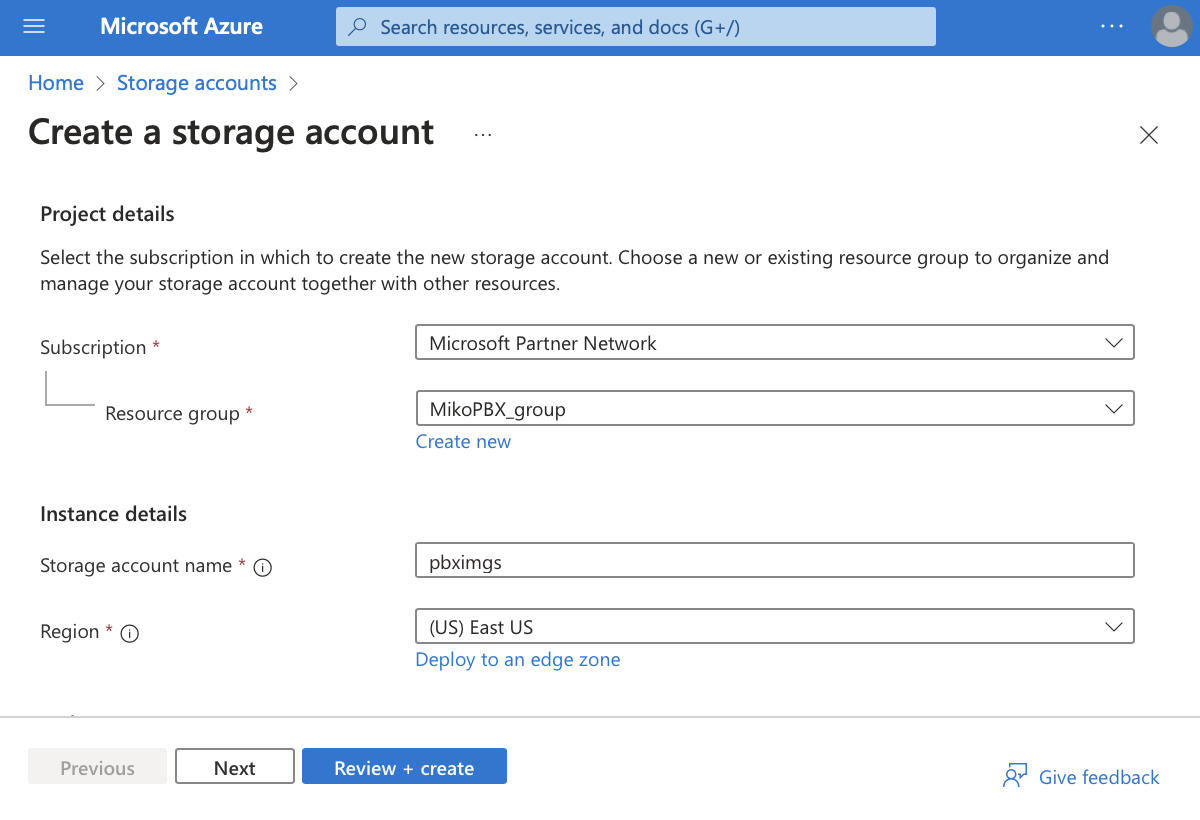 Microsoft Azure
Search resources, services, and docs (G+/)
Home > Storage accounts >
Create a storage account ...
Project details
Select the subscription in which to create the new storage account. Choose a new or existing resource group to organize and
manage your storage account together with other resources.
Subscription *
Microsoft Partner Network
Resource group *
MikoPBX_group
Create new
Instance details
Storage account name *
pbximgs
Region *
(US) East US
Deploy to an edge zone
Previous
Next
Review + create
Give feedback